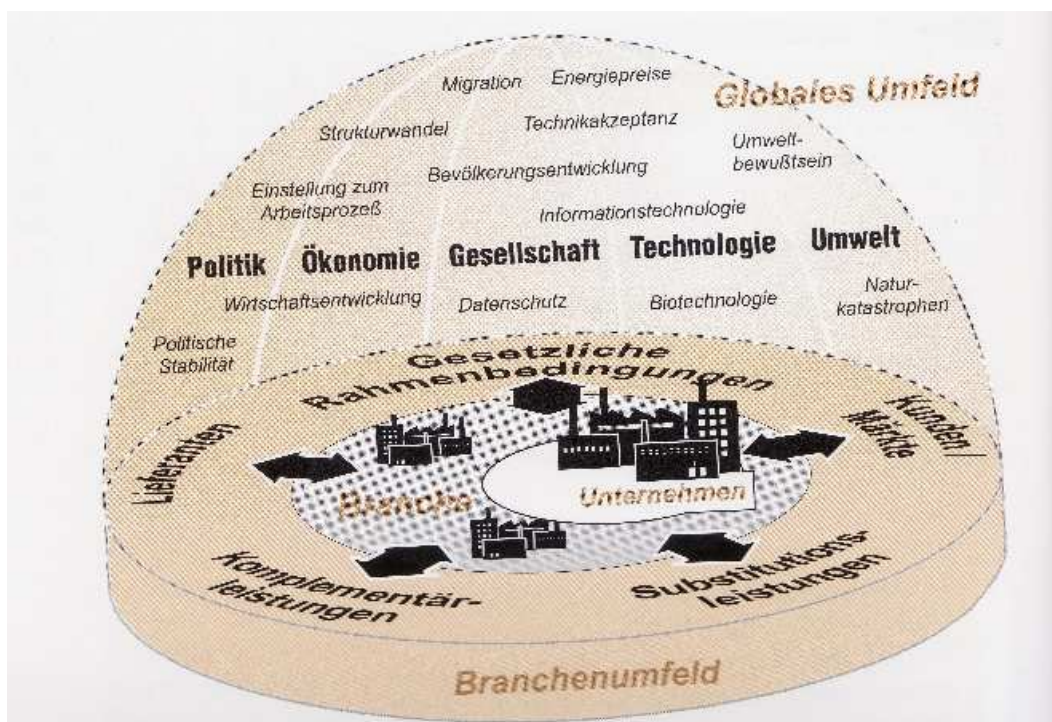 Migration
Energiepreise
Globales Umfeld
Strukturwandel
Technikakzeptanz
Umwelt-
bewußtsein
Bevölkerungsentwicklung
Einstellung zum
Arbeitsprozeß
Informationstechnologie
Politik
Ökonomie
Gesellschaft
Technologie
Umwelt
Wirtschaftsentwicklung
Datenschutz
Biotechnologie
Natur-
katastrophen
Politische
Stabilität
Gesetzliche
Rahmenbedingungen
Lieferanten
Kunden /
Märkte
Branche
Unternehmen
Komplementär-
leistungen
Substitutions-
leistungen
Branchenumfeld